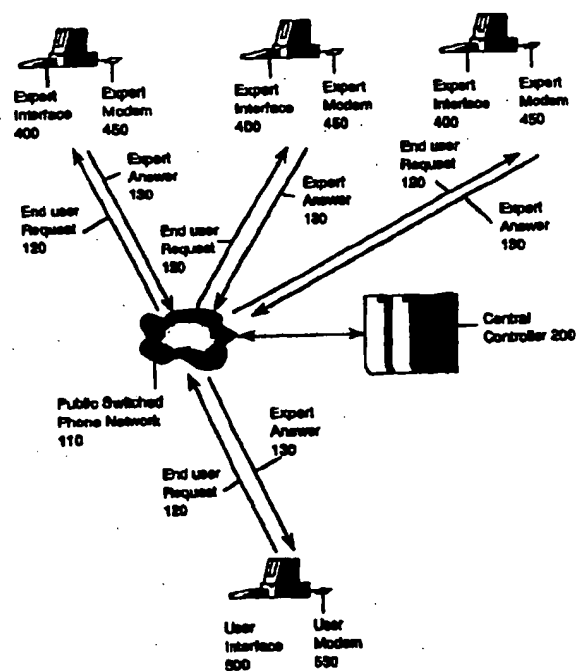 Expert
Interface
400
Expert
Modem
450
Expert
Interface
400
Expert
Modem
450
Expert
Interface
400
Expert
Modem
450
Expert
Answer
130
End user
Request
120
Expert
Answer
130
End user
Request
120
End user
Request
120
Expert
Answer
130
Central
Controller 200
Public Switched
Phone Network
110
Expert
Answer
130
End user
Request
120
User
Interface
500
User
Modem
550